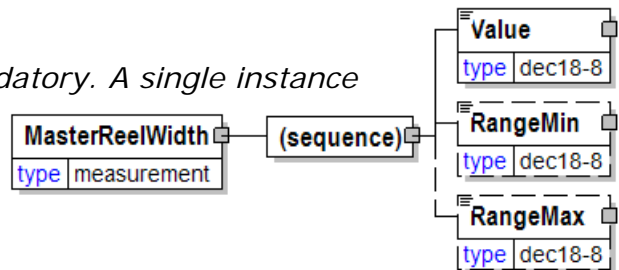 Value
type dec18-8
datory. A single instance
RangeMin
MasterReelWidth (sequence)
type dec18-8
type measurement
RangeMax
type dec18-8